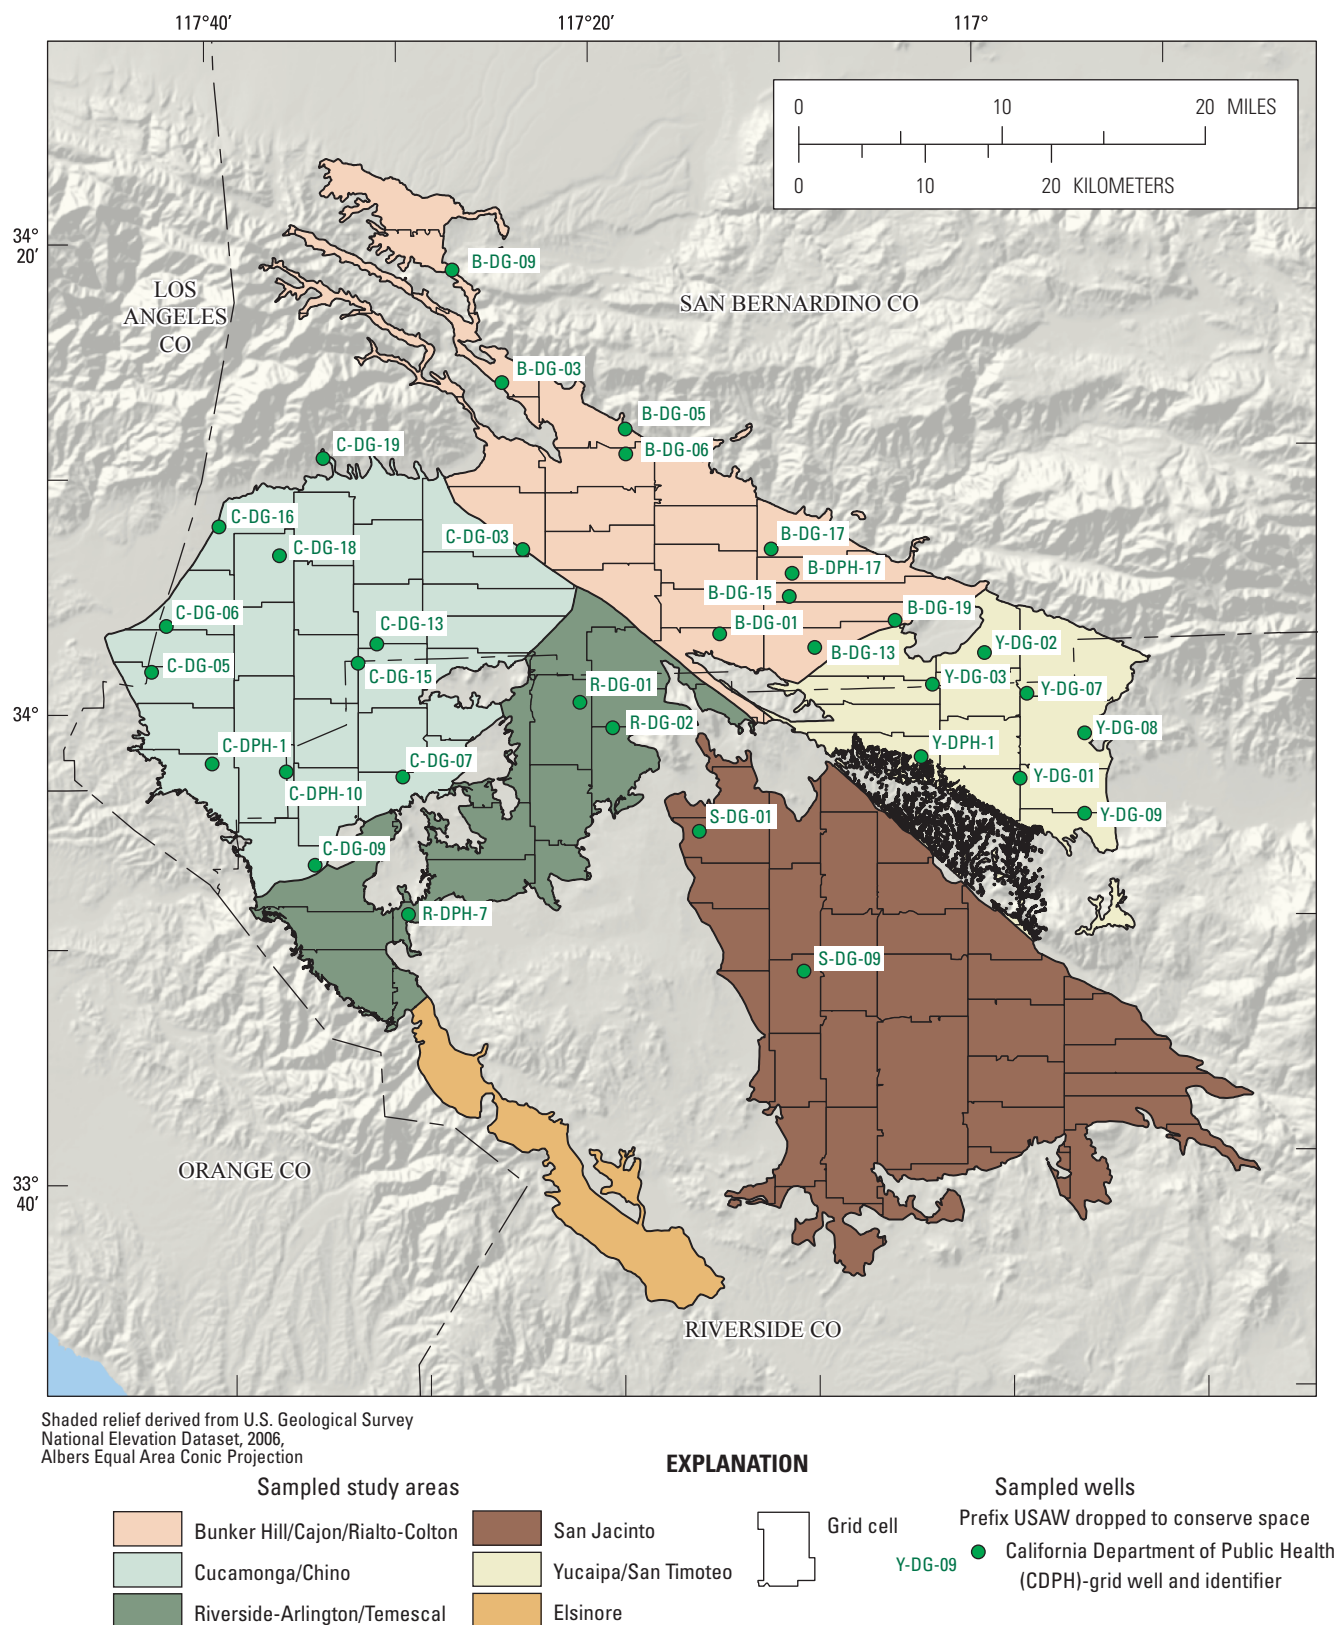 117°40′ 117°20′ 117°
0 10 20 MILES
0 10 20 KILOMETERS
34°
20′
B-DG-09
LOS
ANGELES
CO
SAN BERNARDINO CO
B-DG-03
B-DG-05
B-DG-06
C-DG-19
C-DG-16
C-DG-18
C-DG-03
B-DG-17
B-DPH-17
B-DG-15
C-DG-06
C-DG-13
B-DG-01
B-DG-19
B-DG-13
Y-DG-02
C-DG-05
C-DG-15
R-DG-01
Y-DG-03
Y-DG-07
34°
R-DG-02
Y-DG-08
C-DPH-1
Y-DPH-1
C-DG-07
Y-DG-01
C-DPH-10
S-DG-01
Y-DG-09
C-DG-09
R-DPH-7
S-DG-09
ORANGE CO
33°
40′
RIVERSIDE CO
Shaded relief derived from U.S. Geological Survey
National Elevation Dataset, 2006,
Albers Equal Area Conic Projection
EXPLANATION
Sampled study areas
Bunker Hill/Cajon/Rialto-Colton
Cucamonga/Chino
Riverside-Arlington/Temescal
San Jacinto
Yucaipa/San Timoteo
Elsinore
Grid cell
Sampled wells
Prefix USAW dropped to conserve space
Y-DG-09 California Department of Public Health
(CDPH)-grid well and identifier